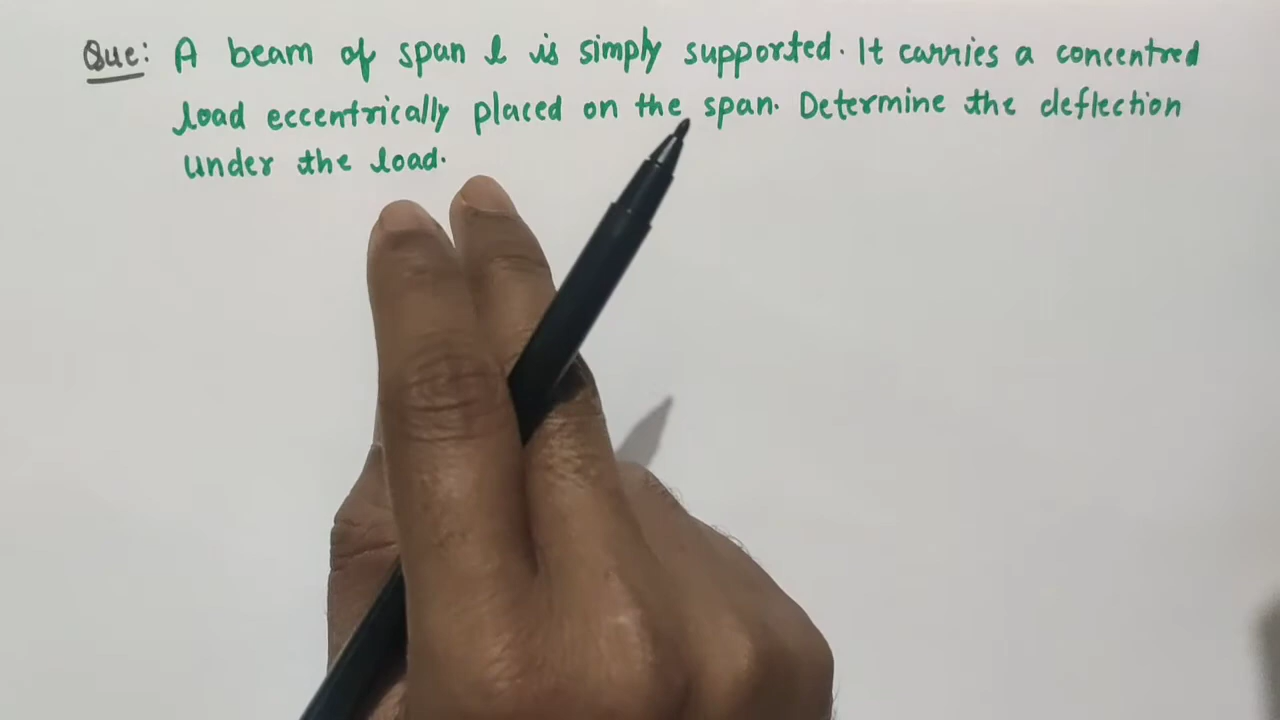 Que: A beam of span l is simply supported. It carries a concentred
load eccentrically placed on the span. Determine the deflection
under the load.